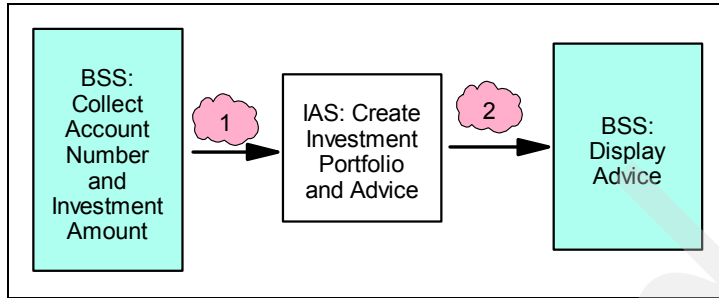 BSS:
Collect
Account
Number
and
Investment
Amount
1
IAS: Create
Investment
Portfolio
and Advice
2
BSS:
Display
Advice